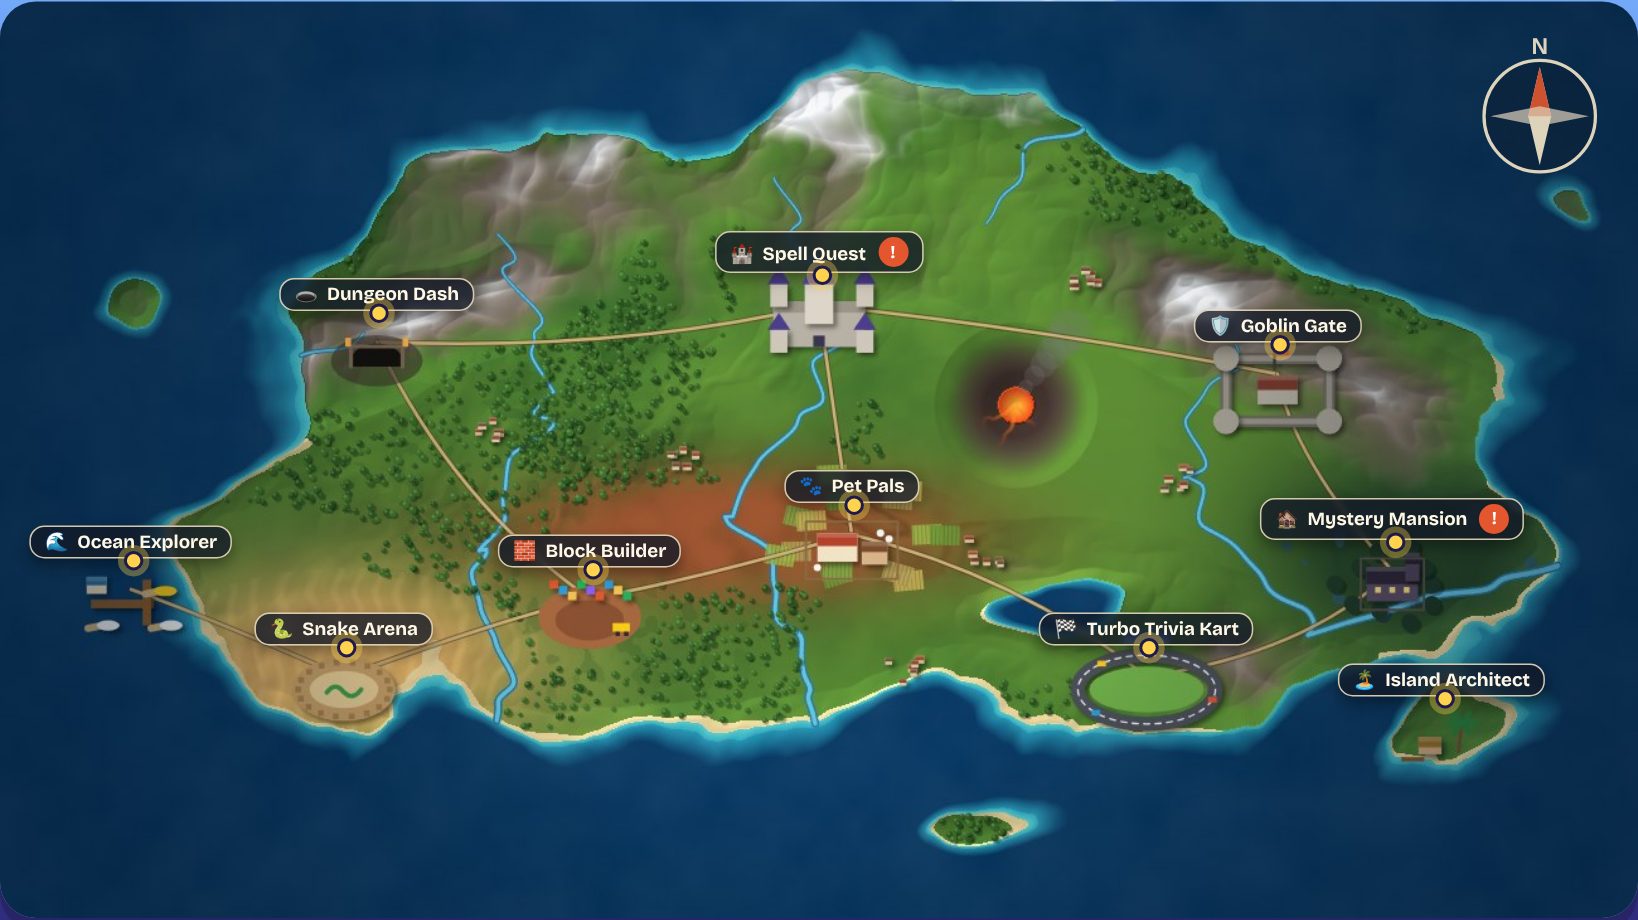 N
Spell Quest !
Dungeon Dash
Goblin Gate
Pet Pals
Mystery Mansion !
Ocean Explorer
Block Builder
Snake Arena
Turbo Trivia Kart
Island Architect